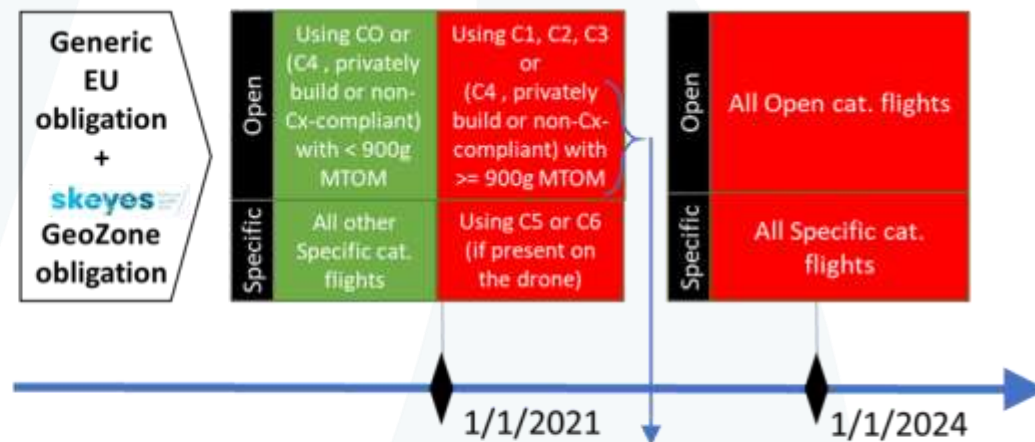 Generic
EU
obligation
+
skeyes
GeoZone
obligation
Open
Using CO or
(C4 , privately
build or non-
Cx-compliant)
with < 900g
MTOM
Using C1, C2, C3
or
(C4 , privately
build or non-Cx-
compliant) with
>= 900g MTOM
Specific
All other
Specific cat.
flights
Using C5 or C6
(if present on
the drone)
Open
All Open cat. flights
Specific
All Specific cat.
flights
1/1/2021
1/1/2024